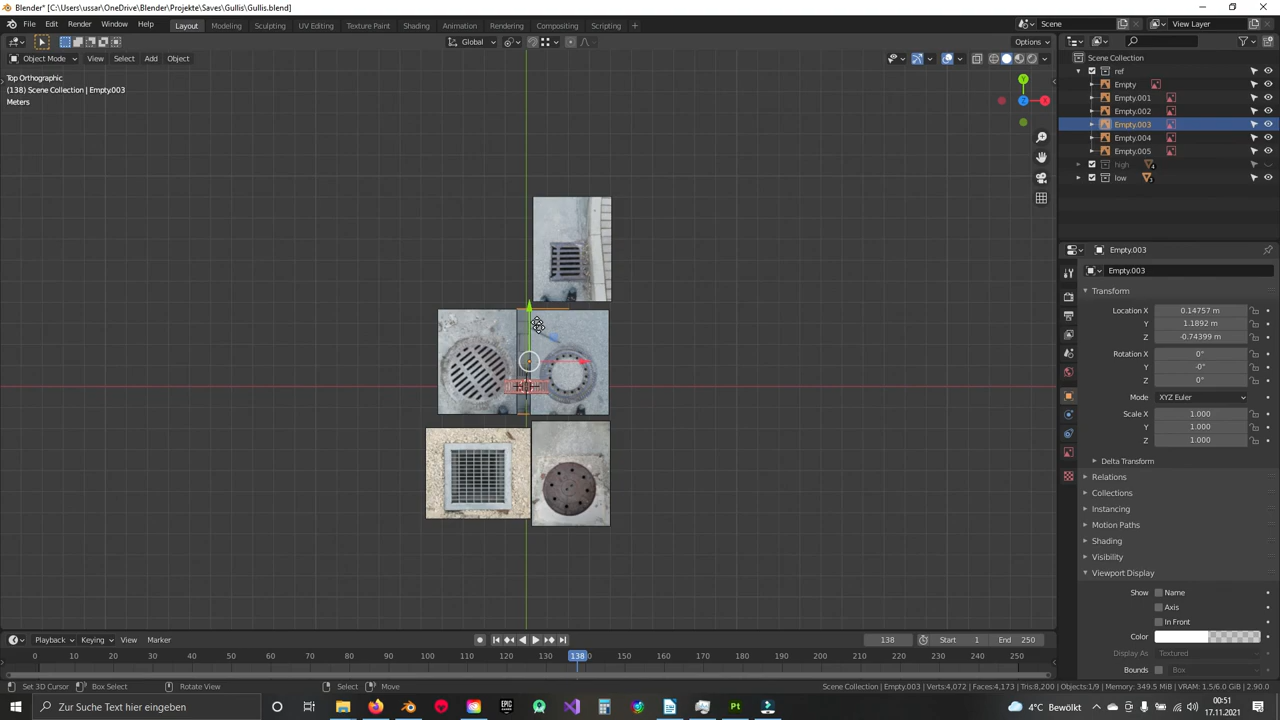 Blender* [C:\Users\ussar\OneDrive\Blender\Projekte\Saves\Gullis\Gullis.blend]
File Edit Render Window Help Layout Modeling Sculpting UV Editing Texture Paint Shading Animation Rendering Compositing Scripting + Scene View Layer
Global Options
Object Mode View Select Add Object
Top Orthographic
(138) Scene Collection | Empty.003
Meters
Y
Z X
Scene Collection
ref
Empty
Empty.001
Empty.002
Empty.003
Empty.004
Empty.005
high 4
low 3
Empty.003
Empty.003
Transform
Location X 0.14757 m
Y 1.1892 m
Z -0.74399 m
Rotation X 0°
Y -0°
Z 0°
Mode XYZ Euler
Scale X 1.000
Y 1.000
Z 1.000
Delta Transform
Relations
Collections
Instancing
Motion Paths
Shading
Visibility
Viewport Display
Show Name
Axis
In Front
Color
Display As Textured
Bounds Box
Playback Keying View Marker 138 Start 1 End 250
0 10 20 30 40 50 60 70 80 90 100 110 120 130 138 150 160 170 180 190 200 210 220 230 240 250
Set 3D Cursor Box Select Rotate View Select Move Scene Collection | Empty.003 | Verts:4,072 | Faces:4,173 | Tris:8,200 | Objects:1/9 | Memory: 349.5 MiB | VRAM: 1.5/6.0 GiB | 2.90.0
Zur Suche Text hier eingeben 4°C Bewölkt 00:51
17.11.2021